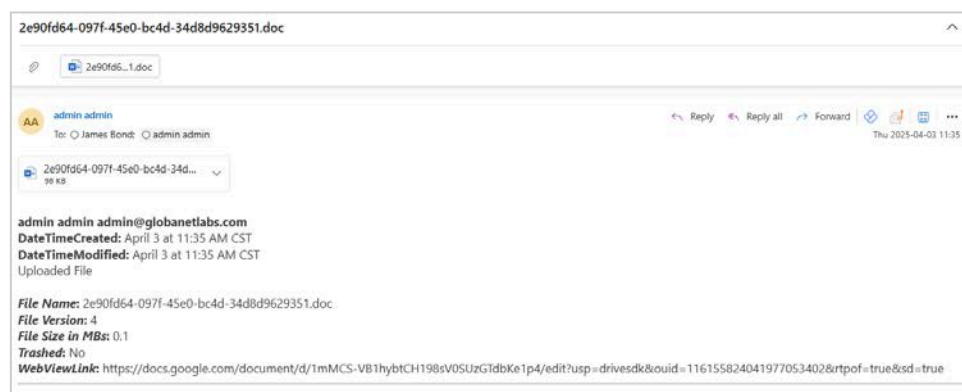 2e90fd64-097f-45e0-bc4d-34d8d9629351.doc
2e90fd6...1.doc
AA
admin admin
Reply Reply all Forward
To: James Bond; admin admin
Thu 2025-04-03 11:35
2e90fd64-097f-45e0-bc4d-34d...
98 KB
admin admin admin@globanetlabs.com
DateTimeCreated: April 3 at 11:35 AM CST
DateTimeModified: April 3 at 11:35 AM CST
Uploaded File
File Name: 2e90fd64-097f-45e0-bc4d-34d8d9629351.doc
File Version: 4
File Size in MBs: 0.1
Trashed: No
WebViewLink: https://docs.google.com/document/d/1mMCS-VB1hybtCH198sV0SUzGTdbKe1p4/edit?usp=drivesdk&ouid=116155824041977053402&rtpof=true&sd=true